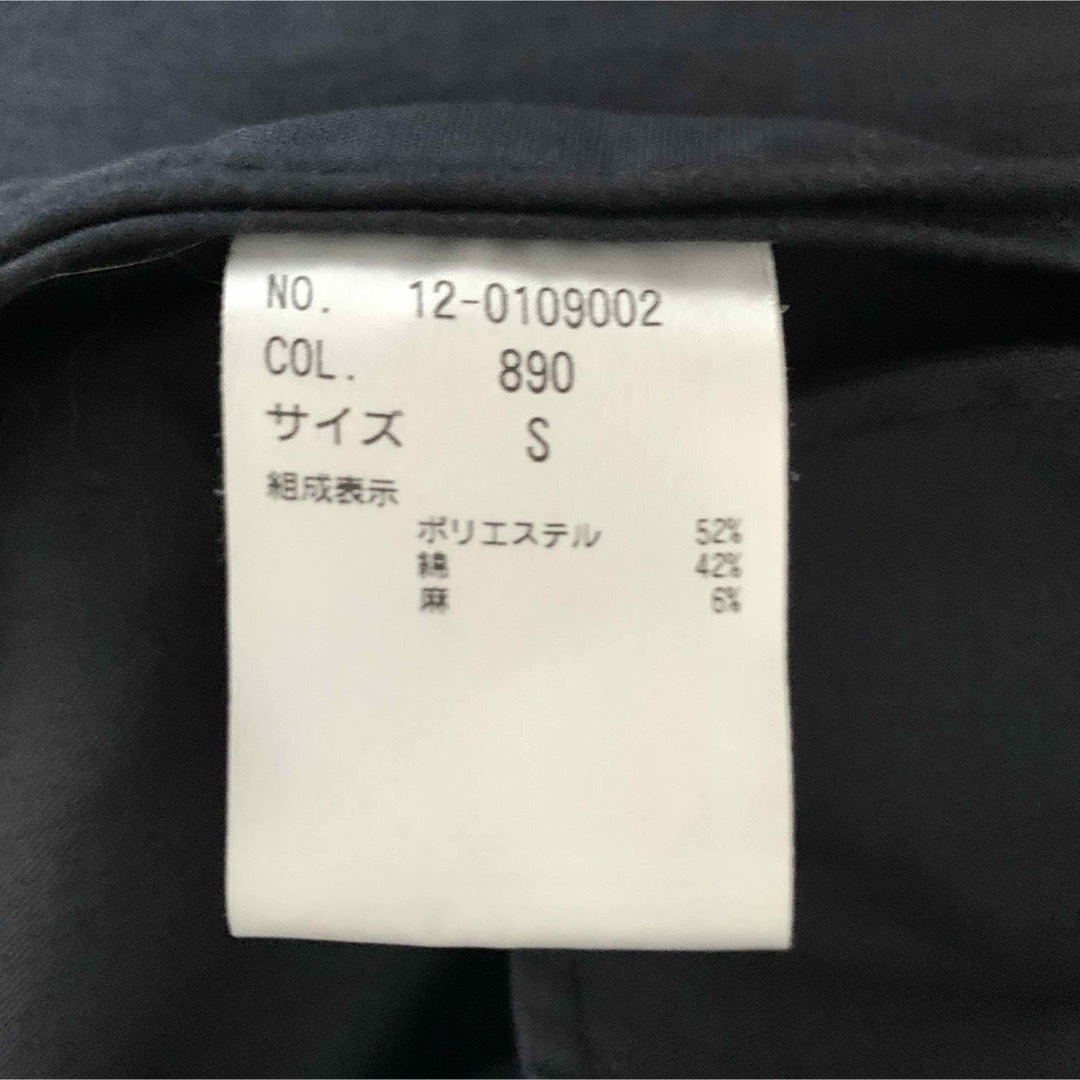 NO. 12-0109002
COL. 890
サイズ S
組成表示
ポリエステル 52%
綿 42%
麻 6%